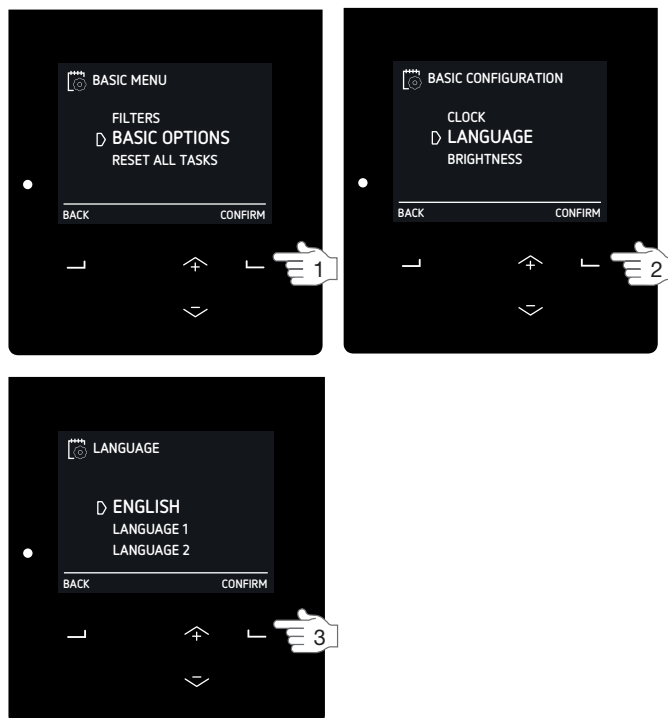 BASIC MENU
FILTERS
BASIC OPTIONS
RESET ALL TASKS
BACK CONFIRM
1
BASIC CONFIGURATION
CLOCK
LANGUAGE
BRIGHTNESS
BACK CONFIRM
2
LANGUAGE
ENGLISH
LANGUAGE 1
LANGUAGE 2
BACK CONFIRM
3